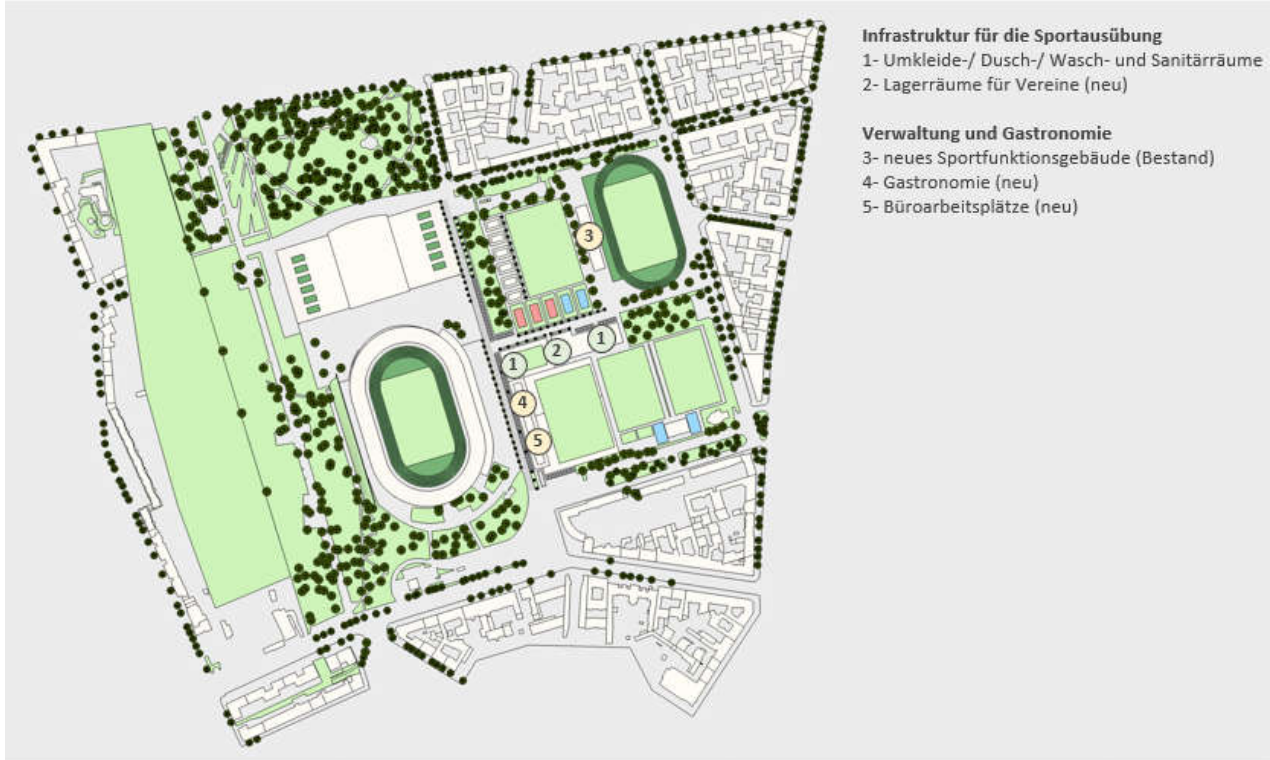 Infrastruktur für die Sportausübung
1- Umkleide-/ Dusch-/ Wasch- und Sanitärräume
2- Lagerräume für Vereine (neu)
Verwaltung und Gastronomie
3- neues Sportfunktionsgebäude (Bestand)
4- Gastronomie (neu)
5- Büroarbeitsplätze (neu)
3
1
2
1
4
5